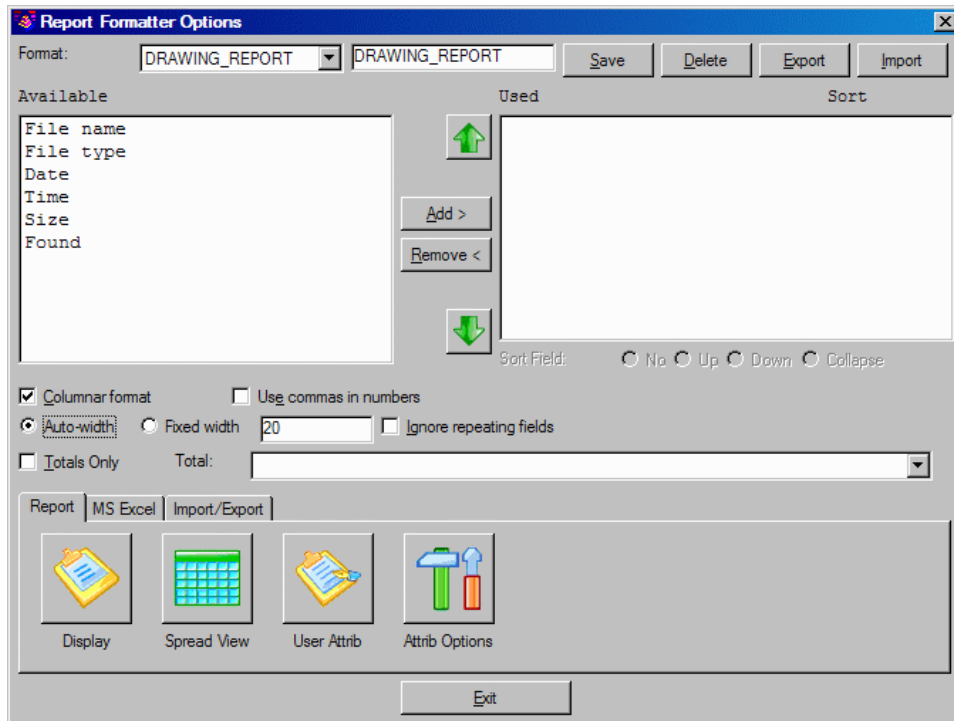 Report Formatter Options
Format: DRAWING_REPORT DRAWING_REPORT Save Delete Export Import
Available Used Sort
File name
File type
Date
Time
Size
Found
Add >
Remove <
Sort Field: No Up Down Collapse
Columnar format Use commas in numbers
Auto-width Fixed width 20 Ignore repeating fields
Totals Only Total:
Report MS Excel Import/Export
Display Spread View User Attrib Attrib Options
Exit